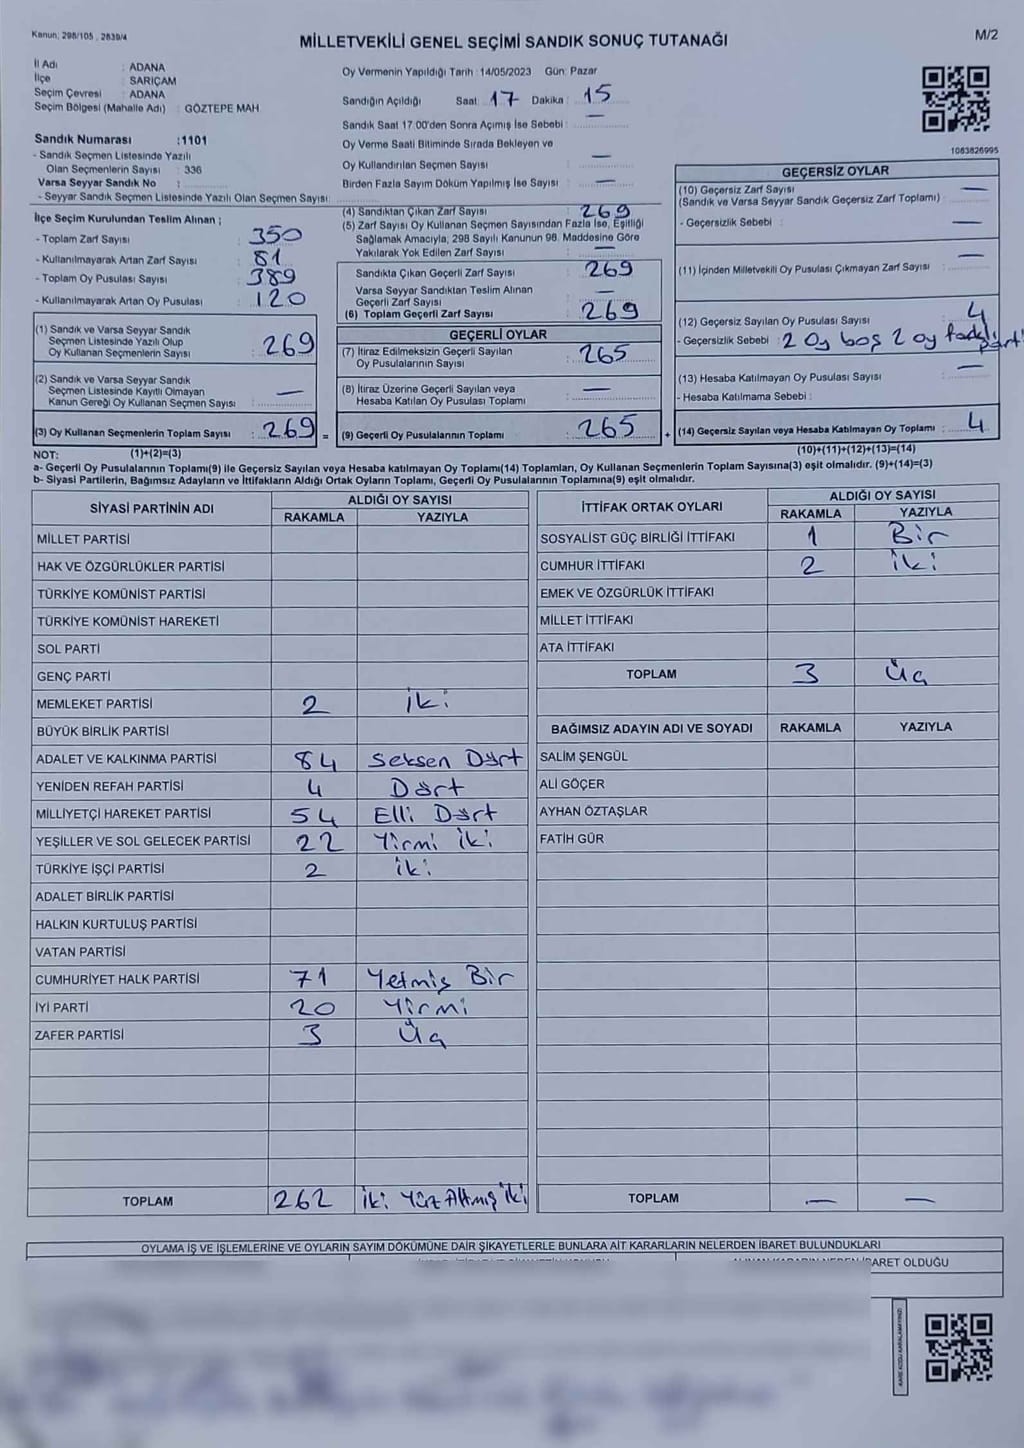 Kanun; 298/105 , 2839/4
MİLLETVEKİLİ GENEL SEÇİMİ SANDIK SONUÇ TUTANAĞI
M/2
İl Adı : ADANA
İlçe : SARIÇAM
Seçim Çevresi : ADANA
Seçim Bölgesi (Mahalle Adı) : GÖZTEPE MAH
Sandık Numarası :1101
- Sandık Seçmen Listesinde Yazılı
Olan Seçmenlerin Sayısı : 336
Varsa Seyyar Sandık No :
- Seyyar Sandık Seçmen Listesinde Yazılı Olan Seçmen Sayısı :
Oy Vermenin Yapıldığı Tarih :14/05/2023 Gün: Pazar
Sandığın Açıldığı Saat: 17 Dakika : 15
Sandık Saat 17:00'den Sonra Açımış İse Sebebi : —
Oy Verme Saati Bitiminde Sırada Bekleyen ve
Oy Kullandırılan Seçmen Sayısı : —
Birden Fazla Sayım Döküm Yapılmış İse Sayısı : —
1063826995
İlçe Seçim Kurulundan Teslim Alınan ;
- Toplam Zarf Sayısı : 350
- Kullanılmayarak Artan Zarf Sayısı : 81
- Toplam Oy Pusulası Sayısı : 389
- Kullanılmayarak Artan Oy Pusulası : 120
(1) Sandık ve Varsa Seyyar Sandık
Seçmen Listesinde Yazılı Olup
Oy Kullanan Seçmenlerin Sayısı : 269
(2) Sandık ve Varsa Seyyar Sandık
Seçmen Listesinde Kayıtlı Olmayan
Kanun Gereği Oy Kullanan Seçmen Sayısı : —
(3) Oy Kullanan Seçmenlerin Toplam Sayısı : 269 =
(4) Sandıktan Çıkan Zarf Sayısı : 269
(5) Zarf Sayısı Oy Kullanan Seçmen Sayısından Fazla İse, Eşitliği
Sağlamak Amacıyla, 298 Sayılı Kanunun 98. Maddesine Göre
Yakılarak Yok Edilen Zarf Sayısı : —
Sandıkta Çıkan Geçerli Zarf Sayısı : 269
Varsa Seyyar Sandıktan Teslim Alınan
Geçerli Zarf Sayısı : —
(6) Toplam Geçerli Zarf Sayısı : 269
GEÇERLİ OYLAR
(7) İtiraz Edilmeksizin Geçerli Sayılan
Oy Pusulalarının Sayısı : 265
(8) İtiraz Üzerine Geçerli Sayılan veya
Hesaba Katılan Oy Pusulası Toplamı : —
(9) Geçerli Oy Pusulalarının Toplamı : 265 +
GEÇERSİZ OYLAR
(10) Geçersiz Zarf Sayısı
(Sandık ve Varsa Seyyar Sandık Geçersiz Zarf Toplamı) : —
- Geçersizlik Sebebi : —
(11) İçinden Milletvekili Oy Pusulası Çıkmayan Zarf Sayısı : —
(12) Geçersiz Sayılan Oy Pusulası Sayısı : 4
- Geçersizlik Sebebi : 2 oy boş 2 oy farklı parti
(13) Hesaba Katılmayan Oy Pusulası Sayısı : —
- Hesaba Katılmama Sebebi :
(14) Geçersiz Sayılan veya Hesaba Katılmayan Oy Toplamı : 4
NOT: (1)+(2)=(3) (10)+(11)+(12)+(13)=(14)
a- Geçerli Oy Pusulalarının Toplamı(9) ile Geçersiz Sayılan veya Hesaba katılmayan Oy Toplamı(14) Toplamları, Oy Kullanan Seçmenlerin Toplam Sayısına(3) eşit olmalıdır. (9)+(14)=(3)
b- Siyasi Partilerin, Bağımsız Adayların ve İttifakların Aldığı Ortak Oyların Toplamı, Geçerli Oy Pusulalarının Toplamına(9) eşit olmalıdır.
SİYASİ PARTİNİN ADI ALDIĞI OY SAYISI
RAKAMLA YAZIYLA
MİLLET PARTİSİ
HAK VE ÖZGÜRLÜKLER PARTİSİ
TÜRKİYE KOMÜNİST PARTİSİ
TÜRKİYE KOMÜNİST HAREKETİ
SOL PARTİ
GENÇ PARTİ
MEMLEKET PARTİSİ 2 İki
BÜYÜK BİRLİK PARTİSİ
ADALET VE KALKINMA PARTİSİ 84 Seksen Dört
YENİDEN REFAH PARTİSİ 4 Dört
MİLLİYETÇİ HAREKET PARTİSİ 54 Elli Dört
YEŞİLLER VE SOL GELECEK PARTİSİ 22 Yirmi İki
TÜRKİYE İŞÇİ PARTİSİ 2 İki
ADALET BİRLİK PARTİSİ
HALKIN KURTULUŞ PARTİSİ
VATAN PARTİSİ
CUMHURİYET HALK PARTİSİ 71 Yetmiş Bir
İYİ PARTİ 20 Yirmi
ZAFER PARTİSİ 3 Üç
TOPLAM 262 İki Yüz Altmış İki
İTTİFAK ORTAK OYLARI ALDIĞI OY SAYISI
RAKAMLA YAZIYLA
SOSYALİST GÜÇ BİRLİĞİ İTTİFAKI 1 Bir
CUMHUR İTTİFAKI 2 İki
EMEK VE ÖZGÜRLÜK İTTİFAKI
MİLLET İTTİFAKI
ATA İTTİFAKI
TOPLAM 3 Üç
BAĞIMSIZ ADAYIN ADI VE SOYADI RAKAMLA YAZIYLA
SALİM ŞENGÜL
ALİ GÖÇER
AYHAN ÖZTAŞLAR
FATİH GÜR
TOPLAM — —
OYLAMA İŞ VE İŞLEMLERİNE VE OYLARIN SAYIM DÖKÜMÜNE DAİR ŞİKAYETLERLE BUNLARA AİT KARARLARIN NELERDEN İBARET BULUNDUKLARI
İBARET OLDUĞU